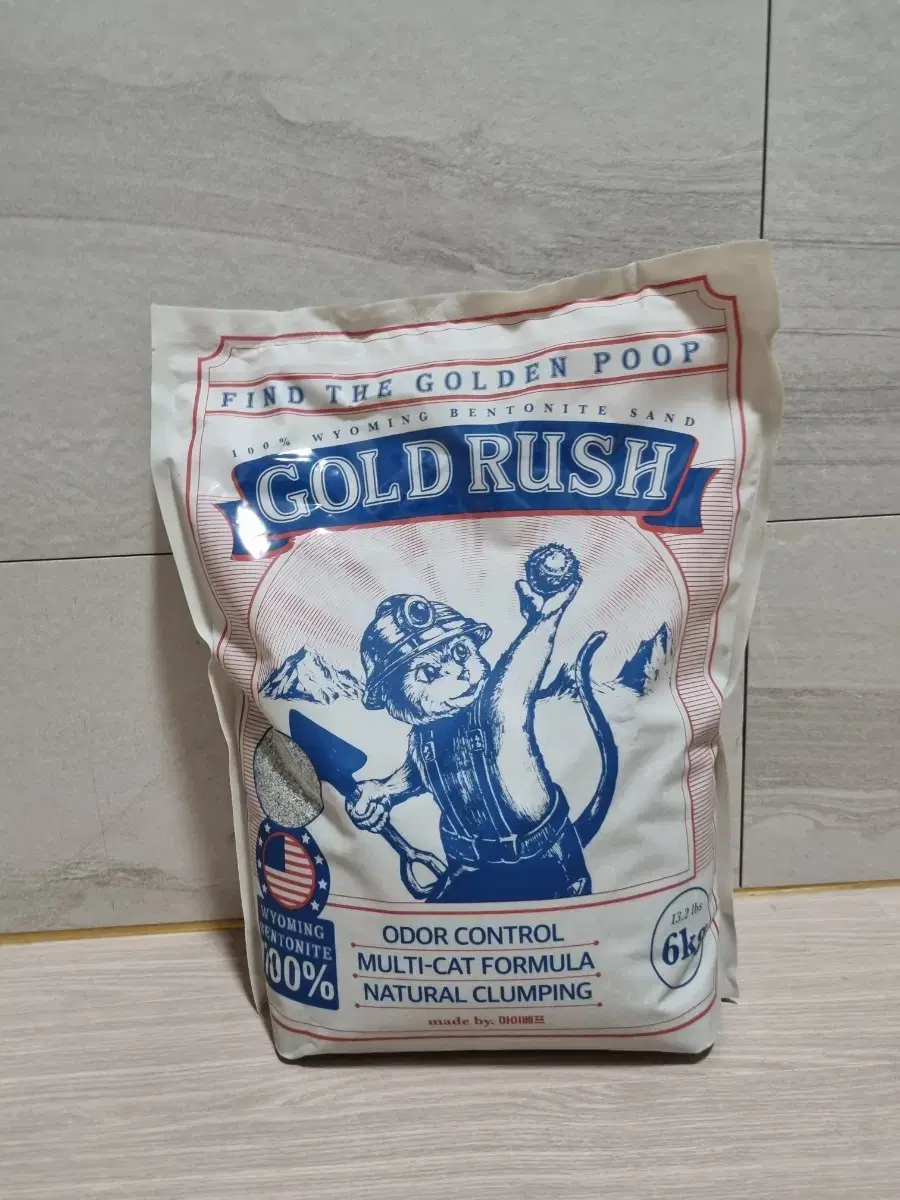 FIND THE GOLDEN POOP
100% WYOMING BENTONITE SAND
GOLD RUSH
WYOMING
BENTONITE
100%
ODOR CONTROL
MULTI-CAT FORMULA
NATURAL CLUMPING
made by. 마이베프
13.2 lbs
6kg